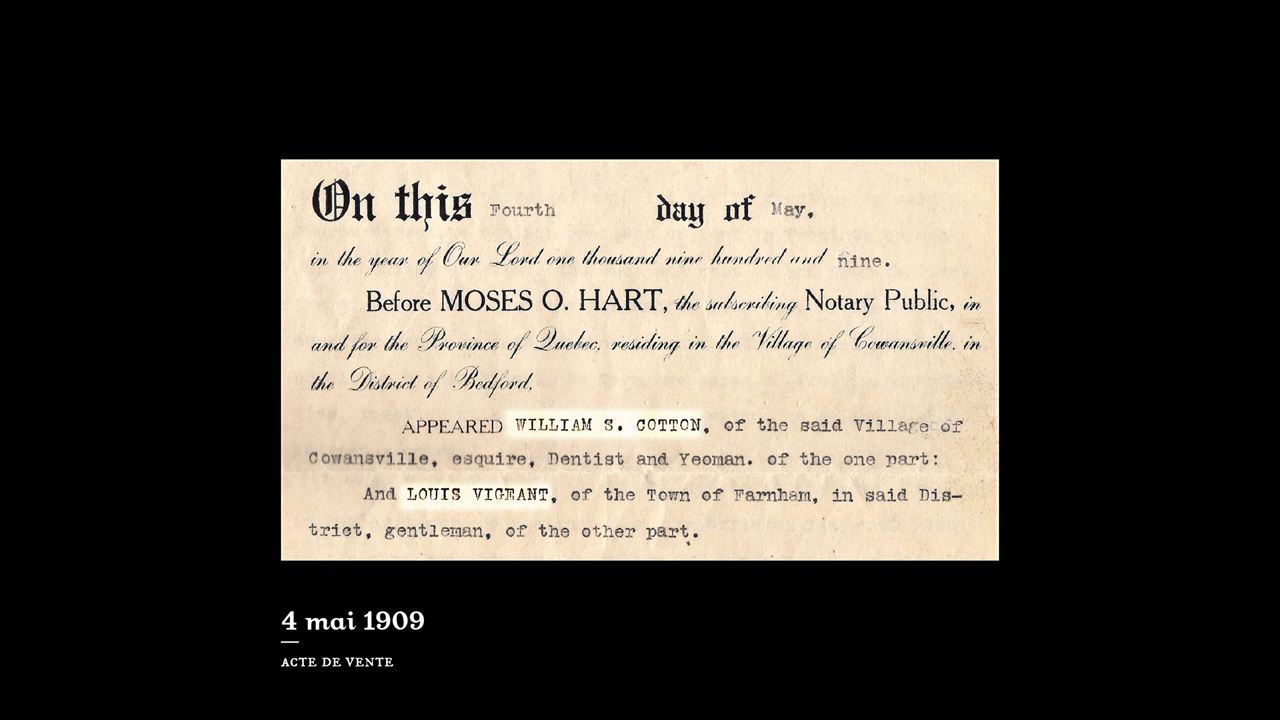 On this Fourth day of May.
in the year of Our Lord one thousand nine hundred and nine.
Before MOSES O. HART, the subscribing Notary Public, in
and for the Province of Quebec, residing in the Village of Cowansville, in
the District of Bedford.
APPEARED WILLIAM S. COTTON, of the said Village of
Cowansville, esquire, Dentist and Yeoman. of the one part:
And LOUIS VIGEANT, of the Town of Farnham, in said Dis-
trict, gentleman, of the other part.
4 mai 1909
ACTE DE VENTE